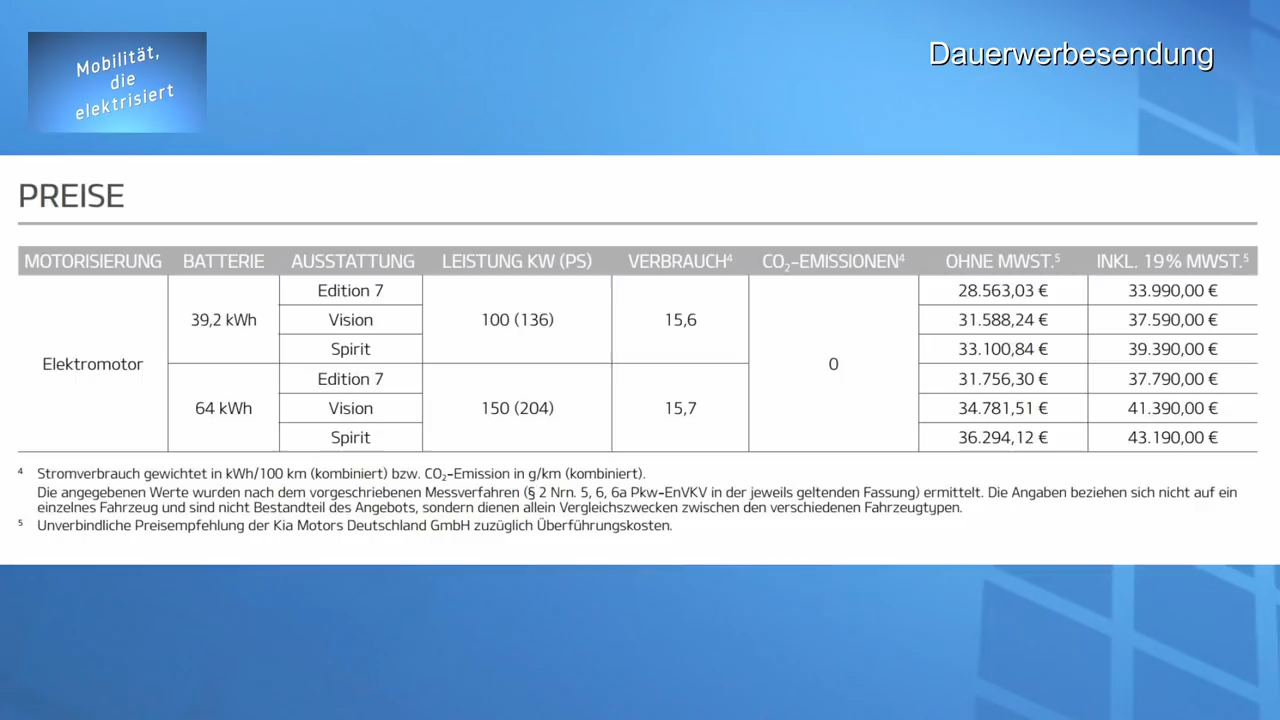 Mobilität,
die
elektrisiert
Dauerwerbesendung
PREISE
MOTORISIERUNG BATTERIE AUSSTATTUNG LEISTUNG KW (PS) VERBRAUCH⁴ CO₂-EMISSIONEN⁴ OHNE MWST.⁵ INKL. 19% MWST.⁵
Edition 7 28.563,03 € 33.990,00 €
39,2 kWh Vision 100 (136) 15,6 31.588,24 € 37.590,00 €
Spirit 33.100,84 € 39.390,00 €
Elektromotor 0
Edition 7 31.756,30 € 37.790,00 €
64 kWh Vision 150 (204) 15,7 34.781,51 € 41.390,00 €
Spirit 36.294,12 € 43.190,00 €
⁴ Stromverbrauch gewichtet in kWh/100 km (kombiniert) bzw. CO₂-Emission in g/km (kombiniert).
Die angegebenen Werte wurden nach dem vorgeschriebenen Messverfahren (§ 2 Nrn. 5, 6, 6a Pkw-EnVKV in der jeweils geltenden Fassung) ermittelt. Die Angaben beziehen sich nicht auf ein
einzelnes Fahrzeug und sind nicht Bestandteil des Angebots, sondern dienen allein Vergleichszwecken zwischen den verschiedenen Fahrzeugtypen.
⁵ Unverbindliche Preisempfehlung der Kia Motors Deutschland GmbH zuzüglich Überführungskosten.